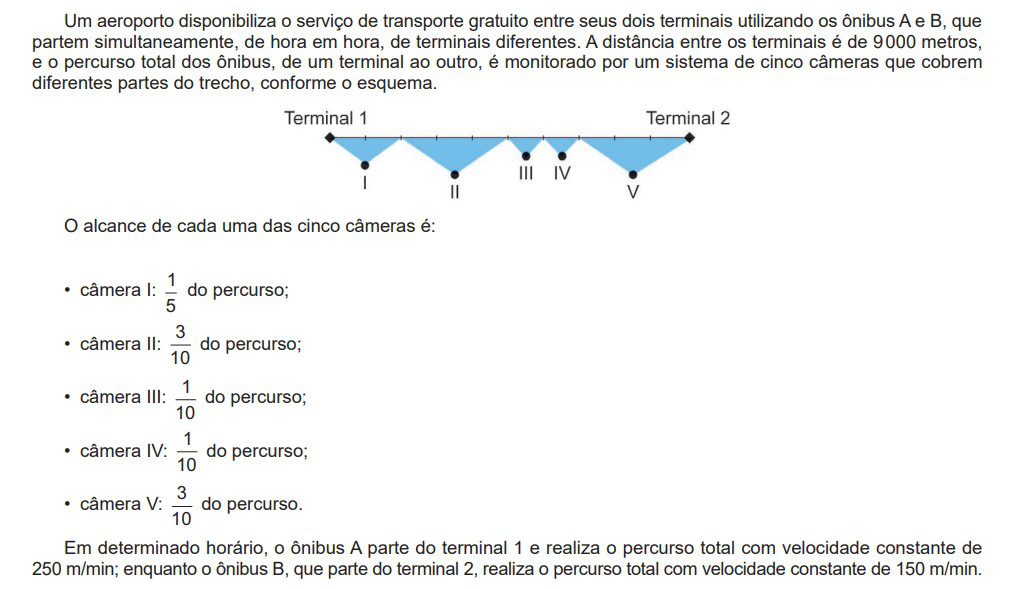 Um aeroporto disponibiliza o serviço de transporte gratuito entre seus dois terminais utilizando os ônibus A e B, que
partem simultaneamente, de hora em hora, de terminais diferentes. A distância entre os terminais é de 9 000 metros,
e o percurso total dos ônibus, de um terminal ao outro, é monitorado por um sistema de cinco câmeras que cobrem
diferentes partes do trecho, conforme o esquema.
Terminal 1 Terminal 2
I II III IV V
O alcance de cada uma das cinco câmeras é:
• câmera I: 1/5 do percurso;
• câmera II: 3/10 do percurso;
• câmera III: 1/10 do percurso;
• câmera IV: 1/10 do percurso;
• câmera V: 3/10 do percurso.
Em determinado horário, o ônibus A parte do terminal 1 e realiza o percurso total com velocidade constante de
250 m/min; enquanto o ônibus B, que parte do terminal 2, realiza o percurso total com velocidade constante de 150 m/min.